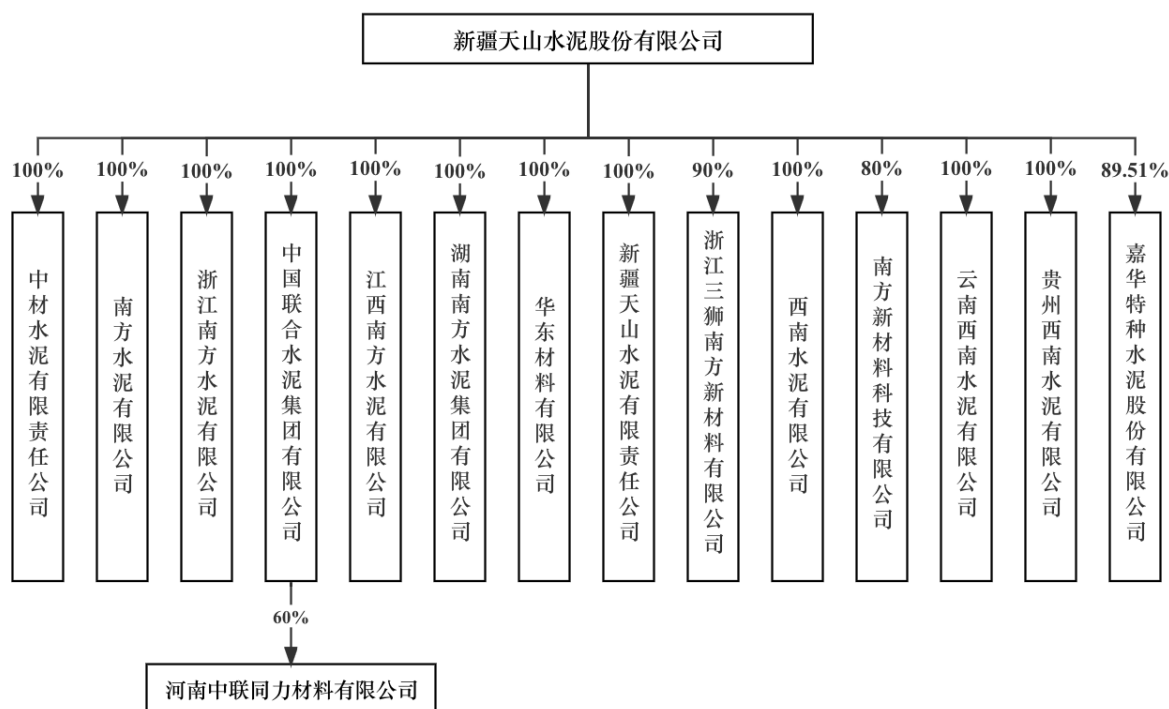 新疆天山水泥股份有限公司
100%
100%
100%
100%
100%
100%
100%
100%
90%
100%
80%
100%
100%
89.51%
中材水泥有限责任公司
南方水泥有限公司
浙江南方水泥有限公司
中国联合水泥集团有限公司
江西南方水泥有限公司
湖南南方水泥集团有限公司
华东材料有限公司
新疆天山水泥有限责任公司
浙江三狮南方新材料有限公司
西南水泥有限公司
南方新材料科技有限公司
云南西南水泥有限公司
贵州西南水泥有限公司
嘉华特种水泥股份有限公司
60%
河南中联同力材料有限公司